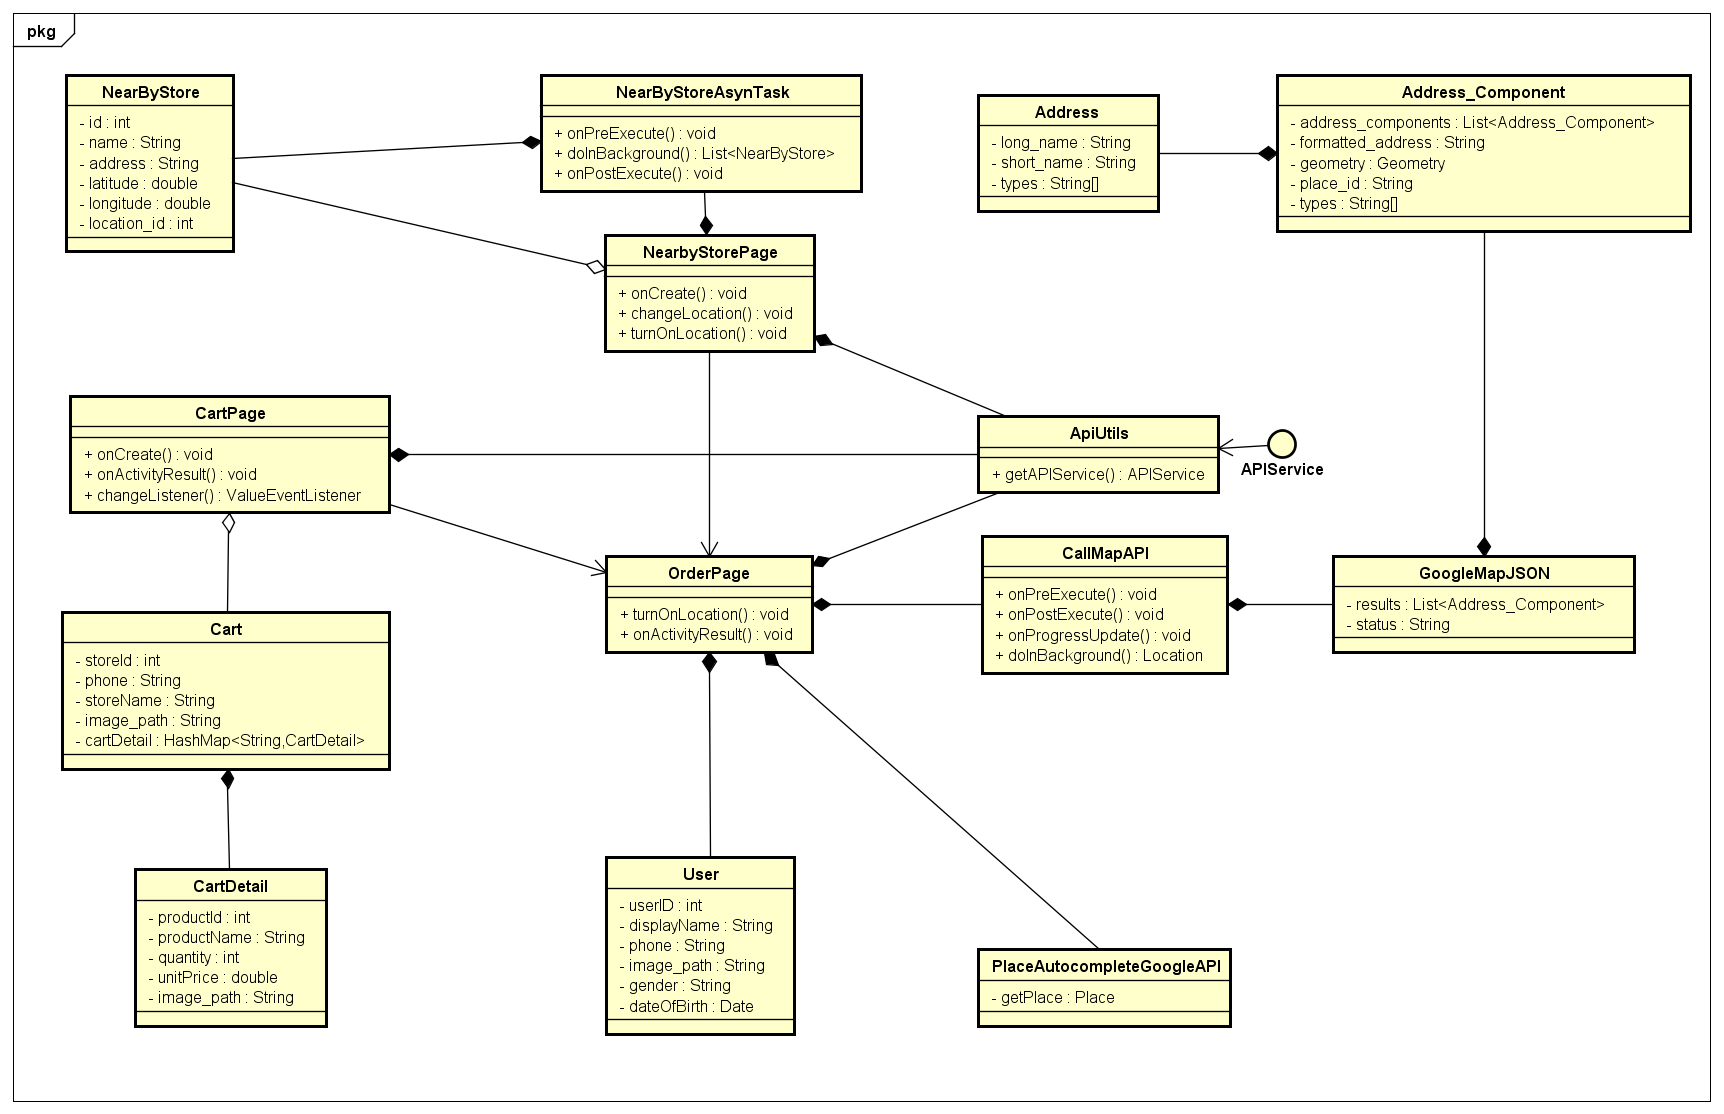 pkg
NearByStore
- id : int
- name : String
- address : String
- latitude : double
- longitude : double
- location_id : int
NearByStoreAsynTask
+ onPreExecute() : void
+ doInBackground() : List<NearByStore>
+ onPostExecute() : void
Address
- long_name : String
- short_name : String
- types : String[]
Address_Component
- address_components : List<Address_Component>
- formatted_address : String
- geometry : Geometry
- place_id : String
- types : String[]
NearbyStorePage
+ onCreate() : void
+ changeLocation() : void
+ turnOnLocation() : void
CartPage
+ onCreate() : void
+ onActivityResult() : void
+ changeListener() : ValueEventListener
ApiUtils
+ getAPIService() : APIService
APIService
OrderPage
+ turnOnLocation() : void
+ onActivityResult() : void
CallMapAPI
+ onPreExecute() : void
+ onPostExecute() : void
+ onProgressUpdate() : void
+ doInBackground() : Location
GoogleMapJSON
- results : List<Address_Component>
- status : String
Cart
- storeId : int
- phone : String
- storeName : String
- image_path : String
- cartDetail : HashMap<String,CartDetail>
CartDetail
- productId : int
- productName : String
- quantity : int
- unitPrice : double
- image_path : String
User
- userID : int
- displayName : String
- phone : String
- image_path : String
- gender : String
- dateOfBirth : Date
PlaceAutocompleteGoogleAPI
- getPlace : Place